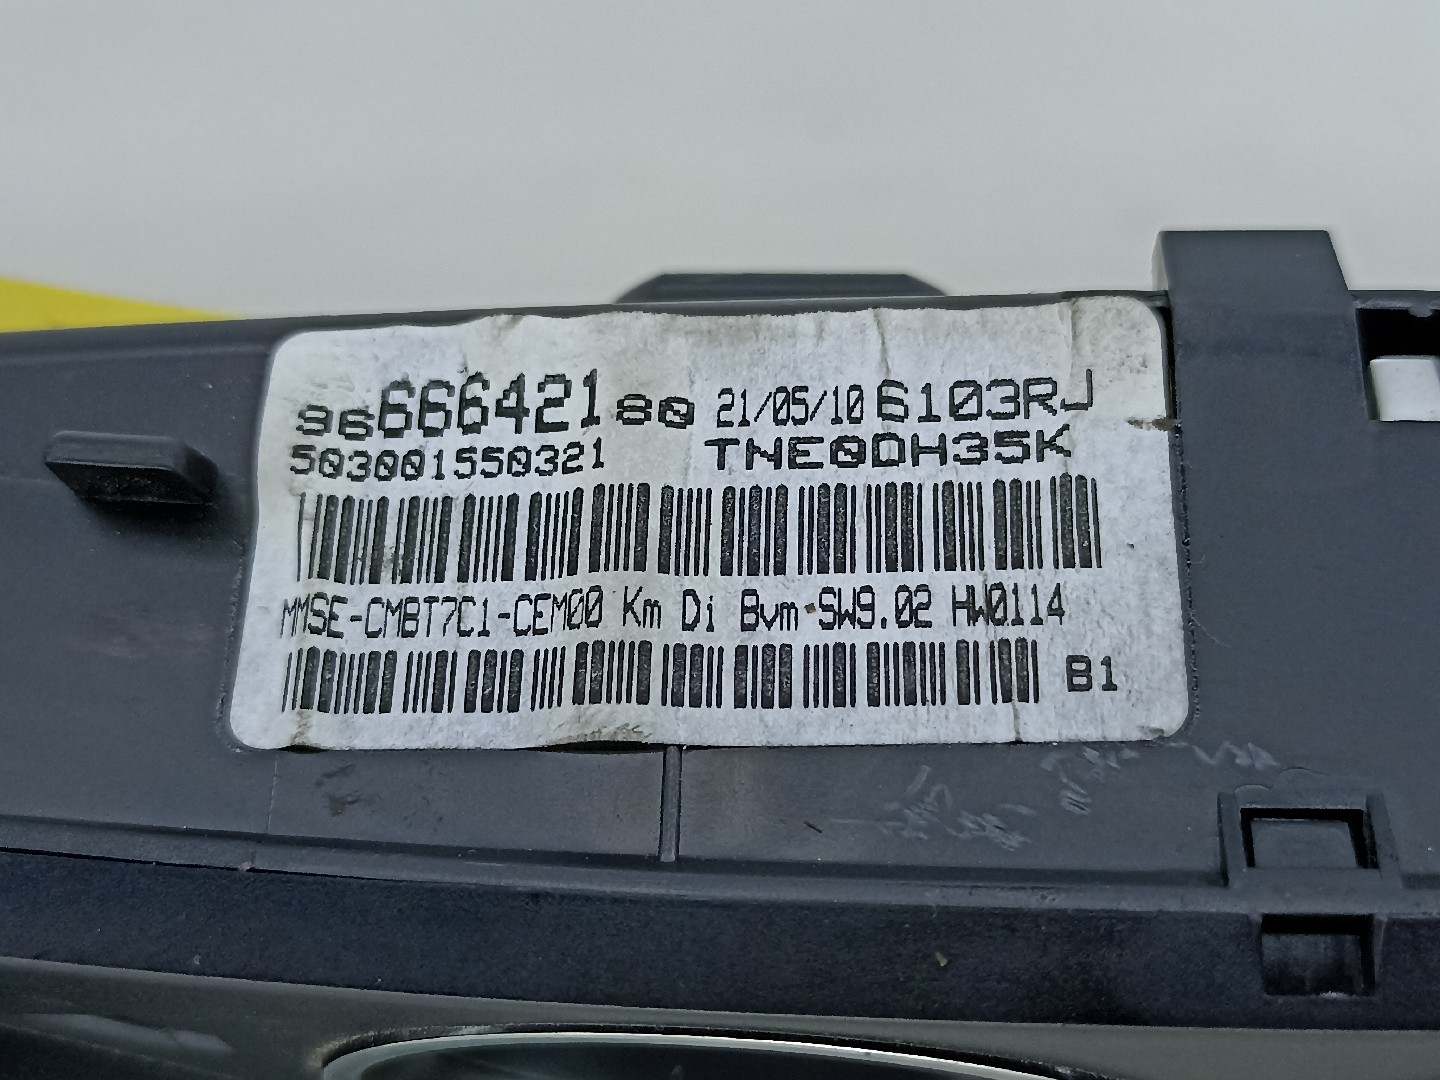 9666642180 21/05/10 6103RJ
503001550321 TNE0DH35K
MMSE-CMBT7C1-CEM00 Km Di Bvm SW9.02 HW0114
B1